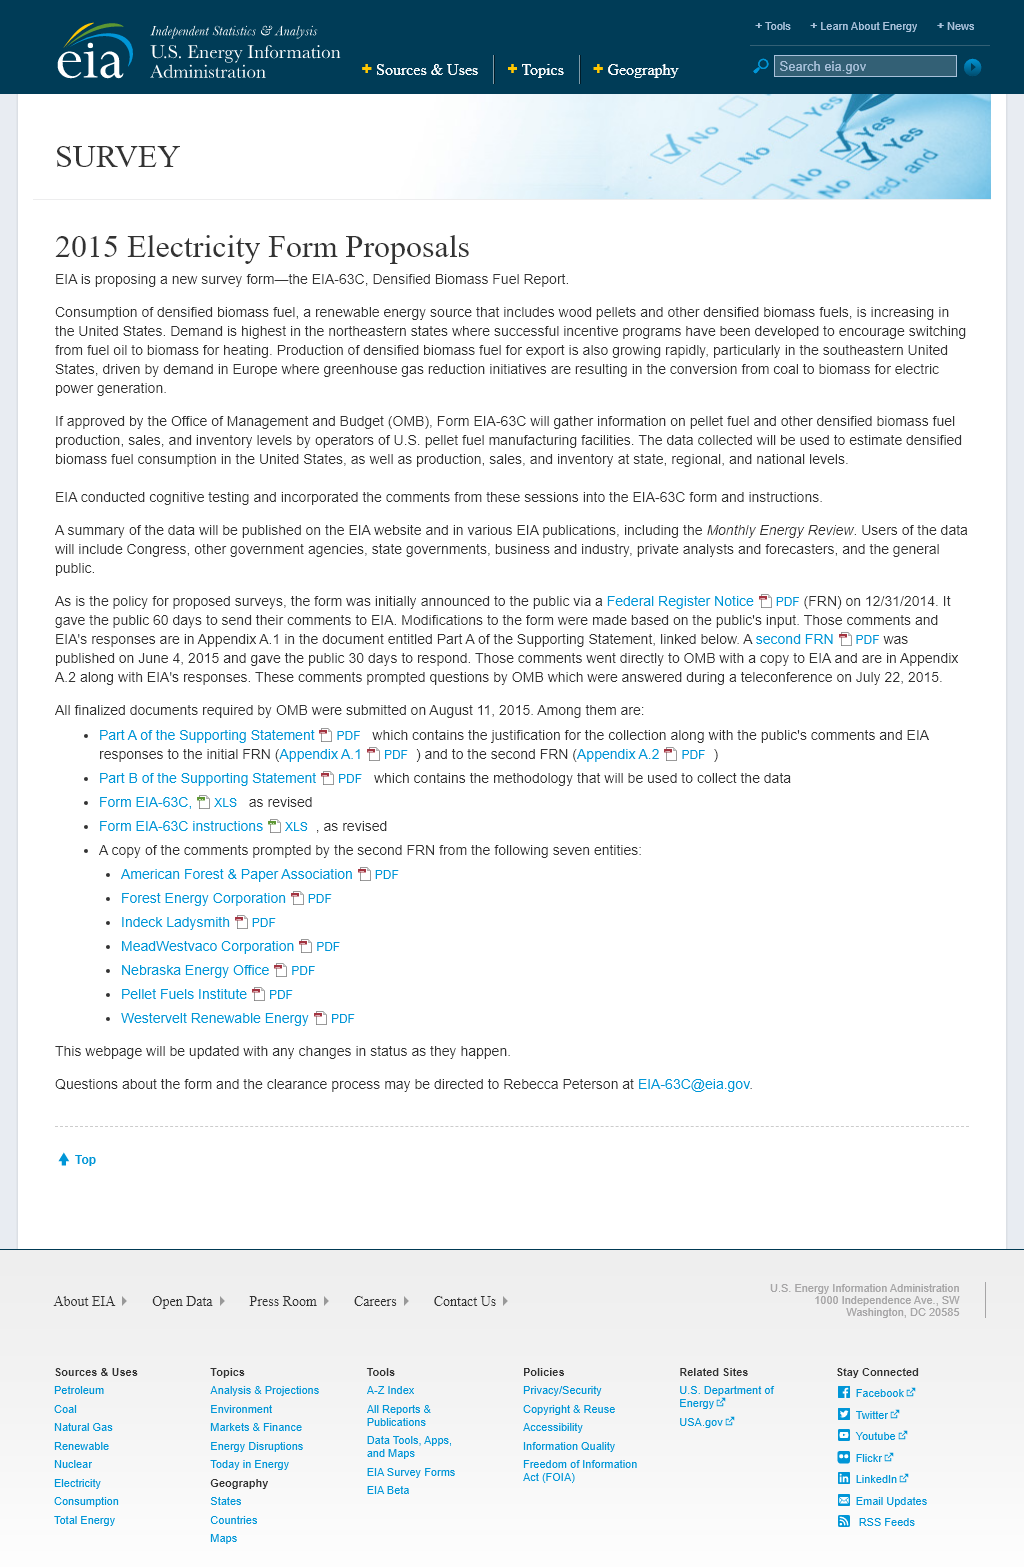 eia
Independent Statistics & Analysis
U.S. Energy Information
Administration
+ Sources & Uses
+ Topics
+ Geography
+ Tools
+ Learn About Energy
+ News
Search eia.gov
SURVEY
No
Yes
Yes
No
No
No
and
2015 Electricity Form Proposals
EIA is proposing a new survey form—the EIA-63C, Densified Biomass Fuel Report.
Consumption of densified biomass fuel, a renewable energy source that includes wood pellets and other densified biomass fuels, is increasing in
the United States. Demand is highest in the northeastern states where successful incentive programs have been developed to encourage switching
from fuel oil to biomass for heating. Production of densified biomass fuel for export is also growing rapidly, particularly in the southeastern United
States, driven by demand in Europe where greenhouse gas reduction initiatives are resulting in the conversion from coal to biomass for electric
power generation.
If approved by the Office of Management and Budget (OMB), Form EIA-63C will gather information on pellet fuel and other densified biomass fuel
production, sales, and inventory levels by operators of U.S. pellet fuel manufacturing facilities. The data collected will be used to estimate densified
biomass fuel consumption in the United States, as well as production, sales, and inventory at state, regional, and national levels.
EIA conducted cognitive testing and incorporated the comments from these sessions into the EIA-63C form and instructions.
A summary of the data will be published on the EIA website and in various EIA publications, including the Monthly Energy Review. Users of the data
will include Congress, other government agencies, state governments, business and industry, private analysts and forecasters, and the general
public.
As is the policy for proposed surveys, the form was initially announced to the public via a Federal Register Notice PDF (FRN) on 12/31/2014. It
gave the public 60 days to send their comments to EIA. Modifications to the form were made based on the public's input. Those comments and
EIA's responses are in Appendix A.1 in the document entitled Part A of the Supporting Statement, linked below. A second FRN PDF was
published on June 4, 2015 and gave the public 30 days to respond. Those comments went directly to OMB with a copy to EIA and are in Appendix
A.2 along with EIA's responses. These comments prompted questions by OMB which were answered during a teleconference on July 22, 2015.
All finalized documents required by OMB were submitted on August 11, 2015. Among them are:
• Part A of the Supporting Statement PDF which contains the justification for the collection along with the public's comments and EIA
responses to the initial FRN (Appendix A.1 PDF ) and to the second FRN (Appendix A.2 PDF )
• Part B of the Supporting Statement PDF which contains the methodology that will be used to collect the data
• Form EIA-63C, XLS as revised
• Form EIA-63C instructions XLS , as revised
• A copy of the comments prompted by the second FRN from the following seven entities:
• American Forest & Paper Association PDF
• Forest Energy Corporation PDF
• Indeck Ladysmith PDF
• MeadWestvaco Corporation PDF
• Nebraska Energy Office PDF
• Pellet Fuels Institute PDF
• Westervelt Renewable Energy PDF
This webpage will be updated with any changes in status as they happen.
Questions about the form and the clearance process may be directed to Rebecca Peterson at EIA-63C@eia.gov.
Top
About EIA
Open Data
Press Room
Careers
Contact Us
U.S. Energy Information Administration
1000 Independence Ave., SW
Washington, DC 20585
Sources & Uses
Petroleum
Coal
Natural Gas
Renewable
Nuclear
Electricity
Consumption
Total Energy
Topics
Analysis & Projections
Environment
Markets & Finance
Energy Disruptions
Today in Energy
Geography
States
Countries
Maps
Tools
A-Z Index
All Reports &
Publications
Data Tools, Apps,
and Maps
EIA Survey Forms
EIA Beta
Policies
Privacy/Security
Copyright & Reuse
Accessibility
Information Quality
Freedom of Information
Act (FOIA)
Related Sites
U.S. Department of
Energy
USA.gov
Stay Connected
Facebook
Twitter
Youtube
Flickr
LinkedIn
Email Updates
RSS Feeds